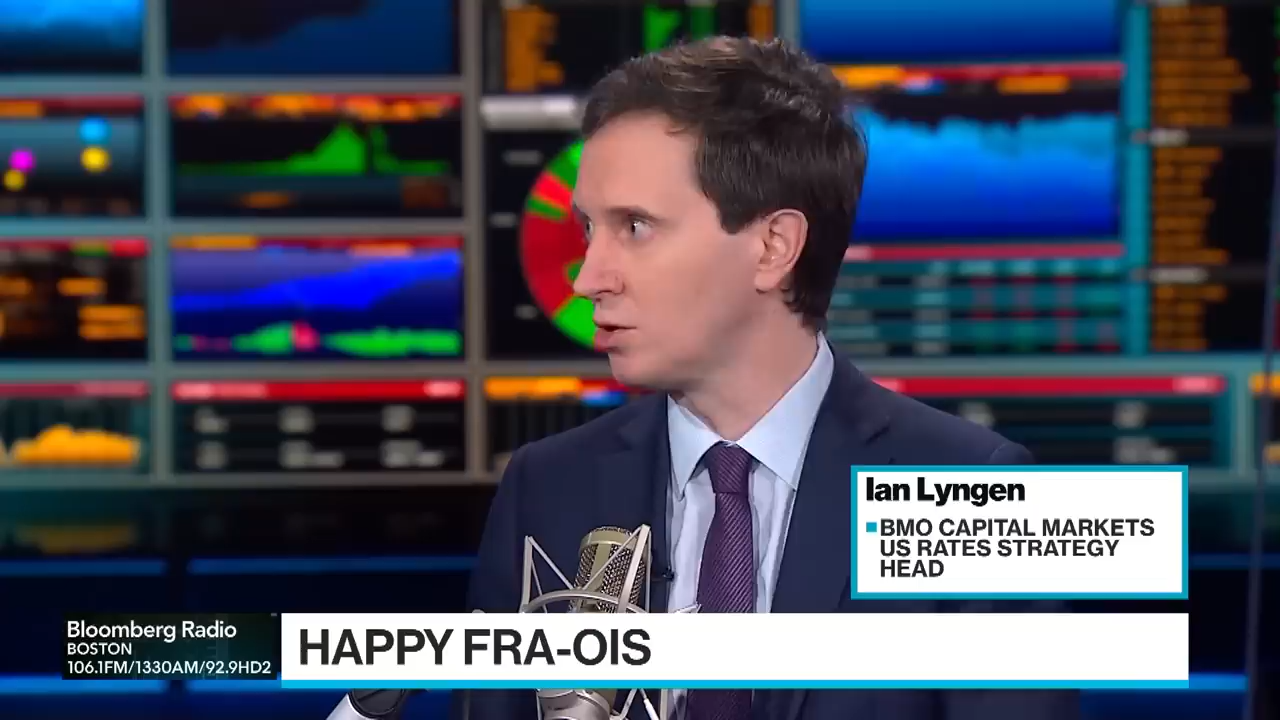 Ian Lyngen
BMO CAPITAL MARKETS
US RATES STRATEGY
HEAD
Bloomberg Radio
BOSTON
106.1FM/1330AM/92.9HD2
HAPPY FRA-OIS